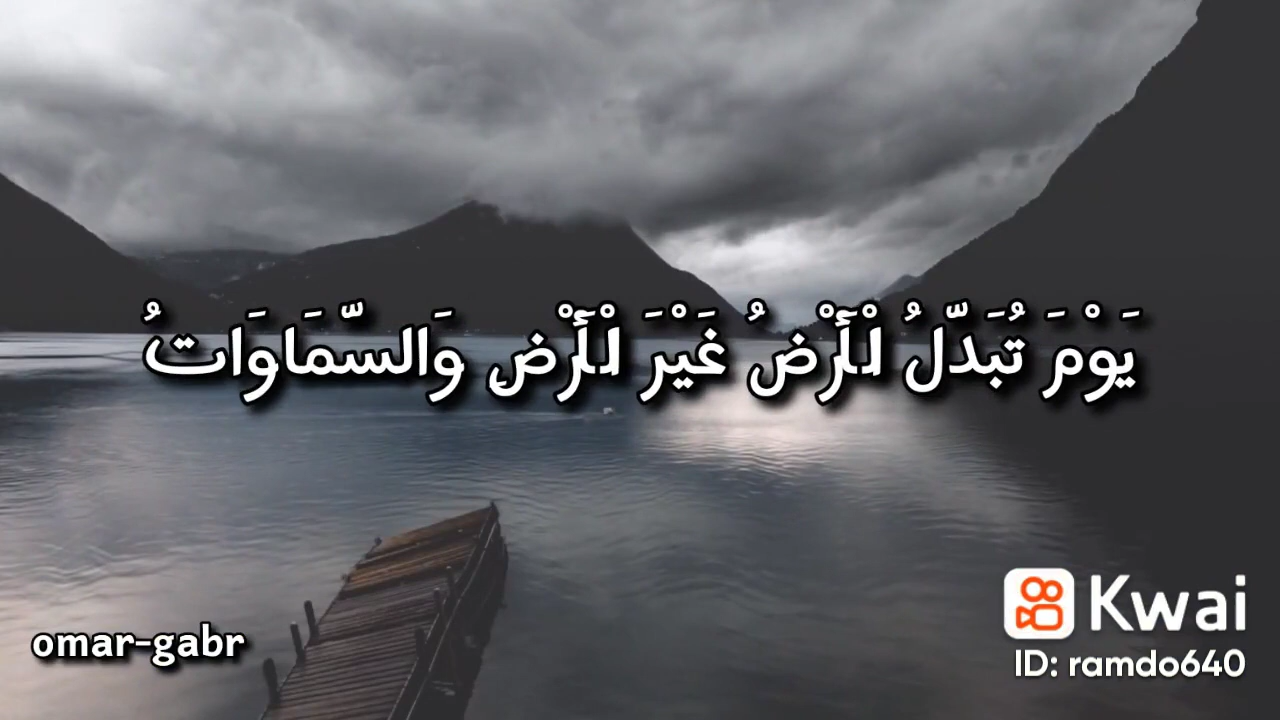 يَوْمَ تُبَدَّلُ الْأَرْضُ غَيْرَ الْأَرْضِ وَالسَّمَاوَاتُ
omar-gabr
Kwai
ID: ramdo640